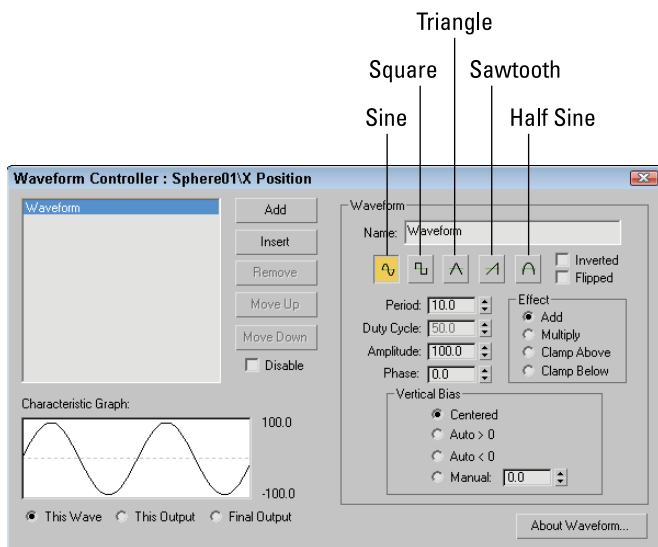 Triangle
Square
Sawtooth
Sine
Half Sine
Waveform Controller : Sphere01\X Position
Waveform
Add
Insert
Remove
Move Up
Move Down
Disable
Characteristic Graph:
100.0
-100.0
This Wave
This Output
Final Output
Waveform
Name: Waveform
Inverted
Flipped
Period: 10.0
Duty Cycle: 50.0
Amplitude: 100.0
Phase: 0.0
Effect
Add
Multiply
Clamp Above
Clamp Below
Vertical Bias
Centered
Auto > 0
Auto < 0
Manual: 0.0
About Waveform...